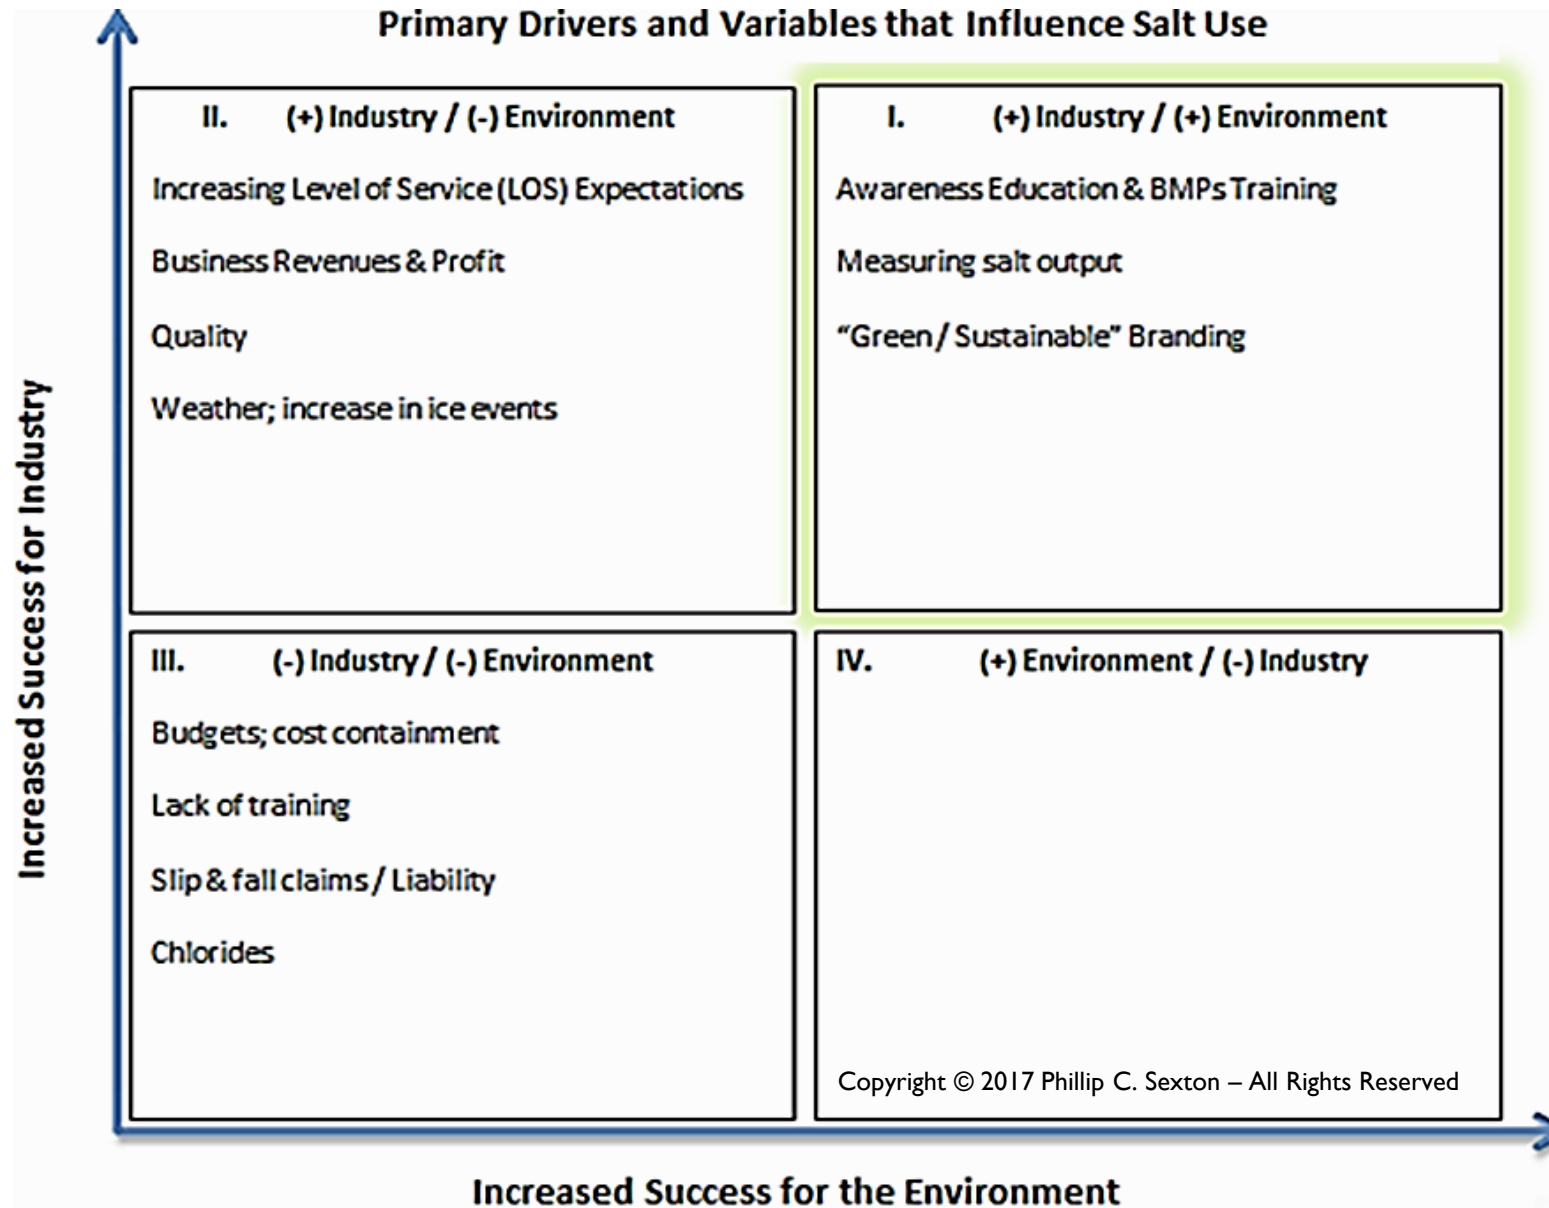 Primary Drivers and Variables that Influence Salt Use
Increased Success for Industry
II. (+) Industry / (-) Environment
Increasing Level of Service (LOS) Expectations
Business Revenues & Profit
Quality
Weather; increase in ice events
I. (+) Industry / (+) Environment
Awareness Education & BMPs Training
Measuring salt output
“Green / Sustainable” Branding
III. (-) Industry / (-) Environment
Budgets; cost containment
Lack of training
Slip & fall claims / Liability
Chlorides
IV. (+) Environment / (-) Industry
Copyright © 2017 Phillip C. Sexton – All Rights Reserved
Increased Success for the Environment